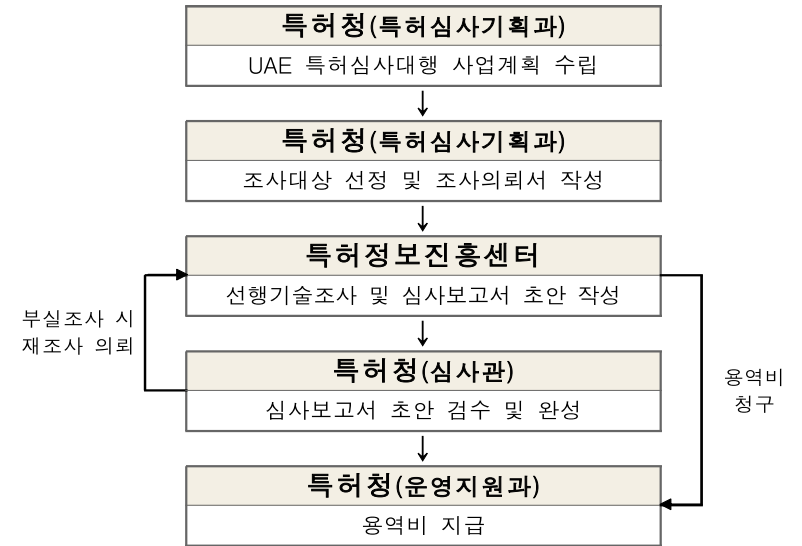 특허청(특허심사기획과)
UAE 특허심사대행 사업계획 수립
특허청(특허심사기획과)
조사대상 선정 및 조사의뢰서 작성
특허정보진흥센터
선행기술조사 및 심사보고서 초안 작성
부실조사 시
재조사 의뢰
특허청(심사관)
심사보고서 초안 검수 및 완성
용역비
청구
특허청(운영지원과)
용역비 지급